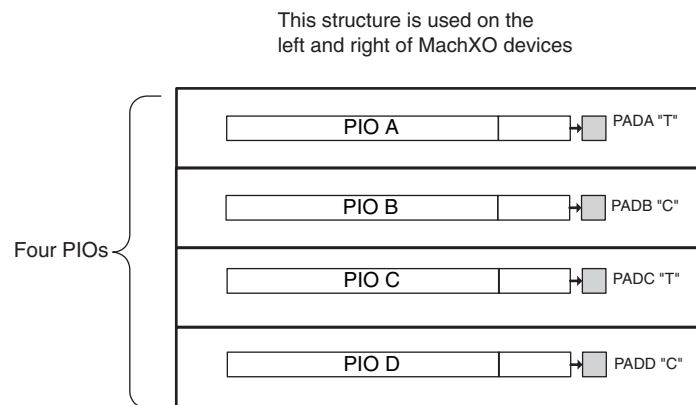 This structure is used on the
left and right of MachXO devices
PIO A
PADA "T"
PIO B
PADB "C"
Four PIOs
PIO C
PADC "T"
PIO D
PADD "C"